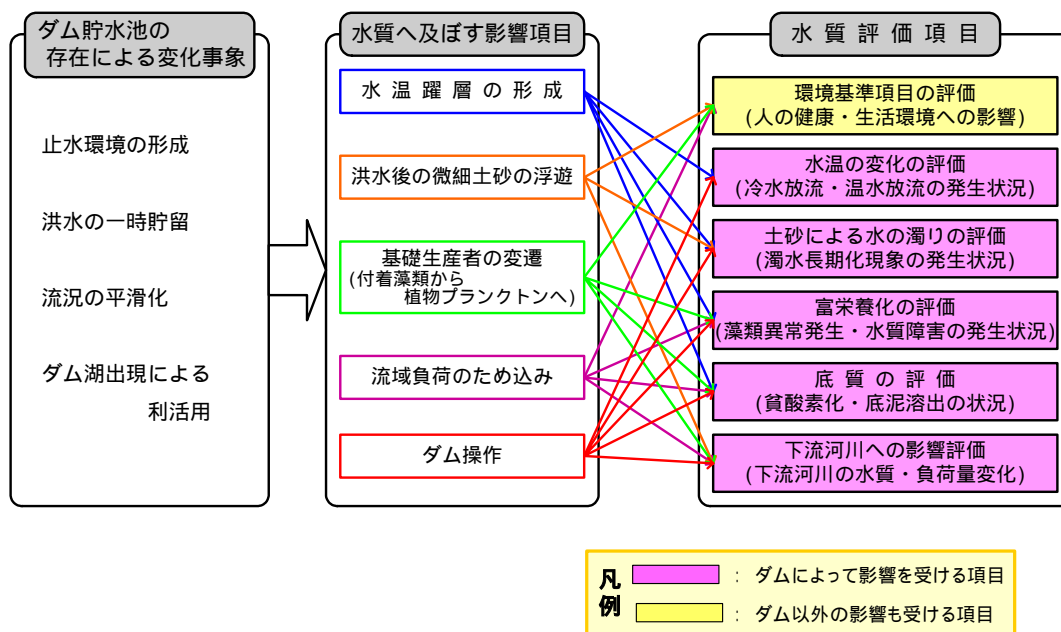 ダム貯水池の
存在による変化事象
止水環境の形成
洪水の一時貯留
流況の平滑化
ダム湖出現による
利活用
水質へ及ぼす影響項目
水温躍層の形成
洪水後の微細土砂の浮遊
基礎生産者の変遷
(付着藻類から
植物プランクトンへ)
流域負荷のため込み
ダム操作
水質評価項目
環境基準項目の評価
(人の健康・生活環境への影響)
水温の変化の評価
(冷水放流・温水放流の発生状況)
土砂による水の濁りの評価
(濁水長期化現象の発生状況)
富栄養化の評価
(藻類異常発生・水質障害の発生状況)
底質の評価
(貧酸素化・底泥溶出の状況)
下流河川への影響評価
(下流河川の水質・負荷量変化)
凡例
: ダムによって影響を受ける項目
: ダム以外の影響も受ける項目